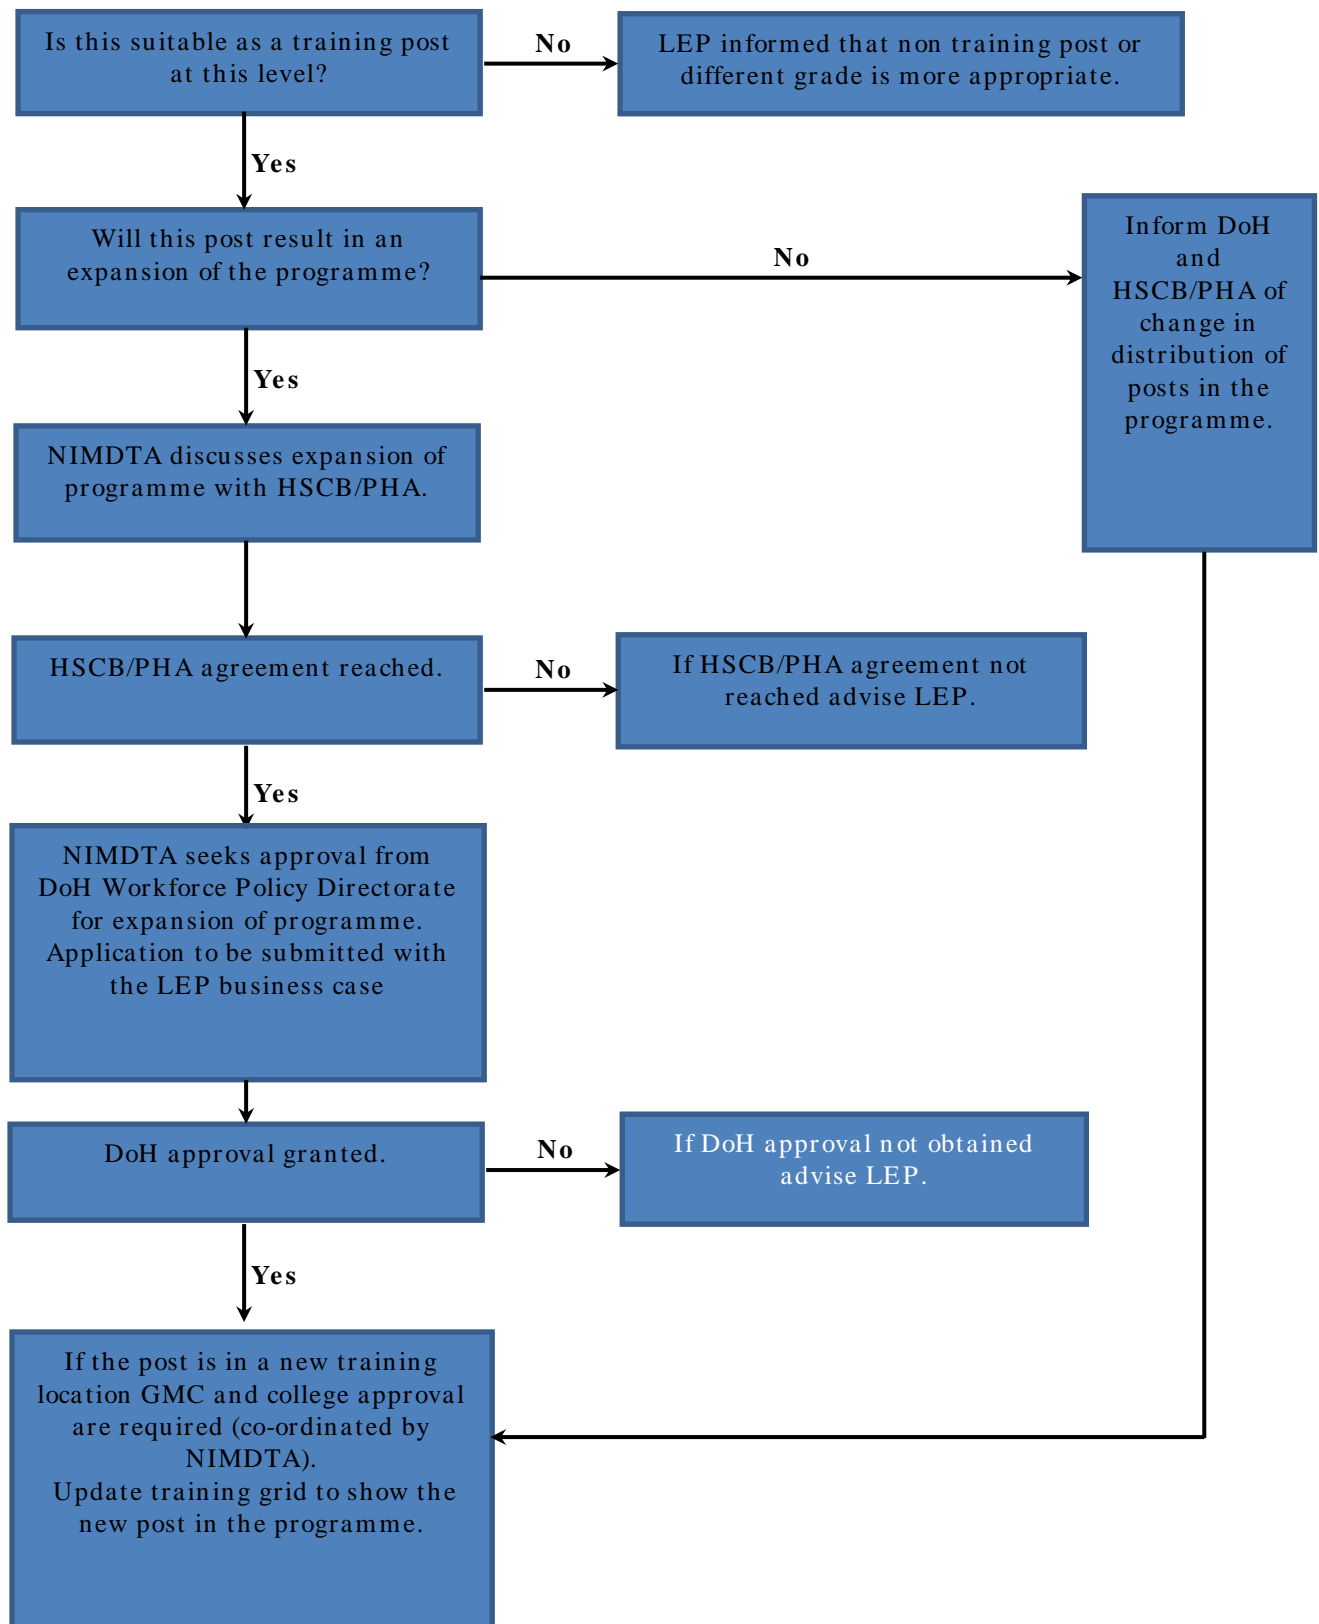 Is this suitable as a training post
at this level?
No
LEP informed that non training post or
different grade is more appropriate.
Yes
Will this post result in an
expansion of the programme?
No
Inform DoH
and
HSCB/PHA of
change in
distribution of
posts in the
programme.
Yes
NIMDTA discusses expansion of
programme with HSCB/PHA.
HSCB/PHA agreement reached.
No
If HSCB/PHA agreement not
reached advise LEP.
Yes
NIMDTA seeks approval from
DoH Workforce Policy Directorate
for expansion of programme.
Application to be submitted with
the LEP business case
DoH approval granted.
No
If DoH approval not obtained
advise LEP.
Yes
If the post is in a new training
location GMC and college approval
are required (co-ordinated by
NIMDTA).
Update training grid to show the
new post in the programme.